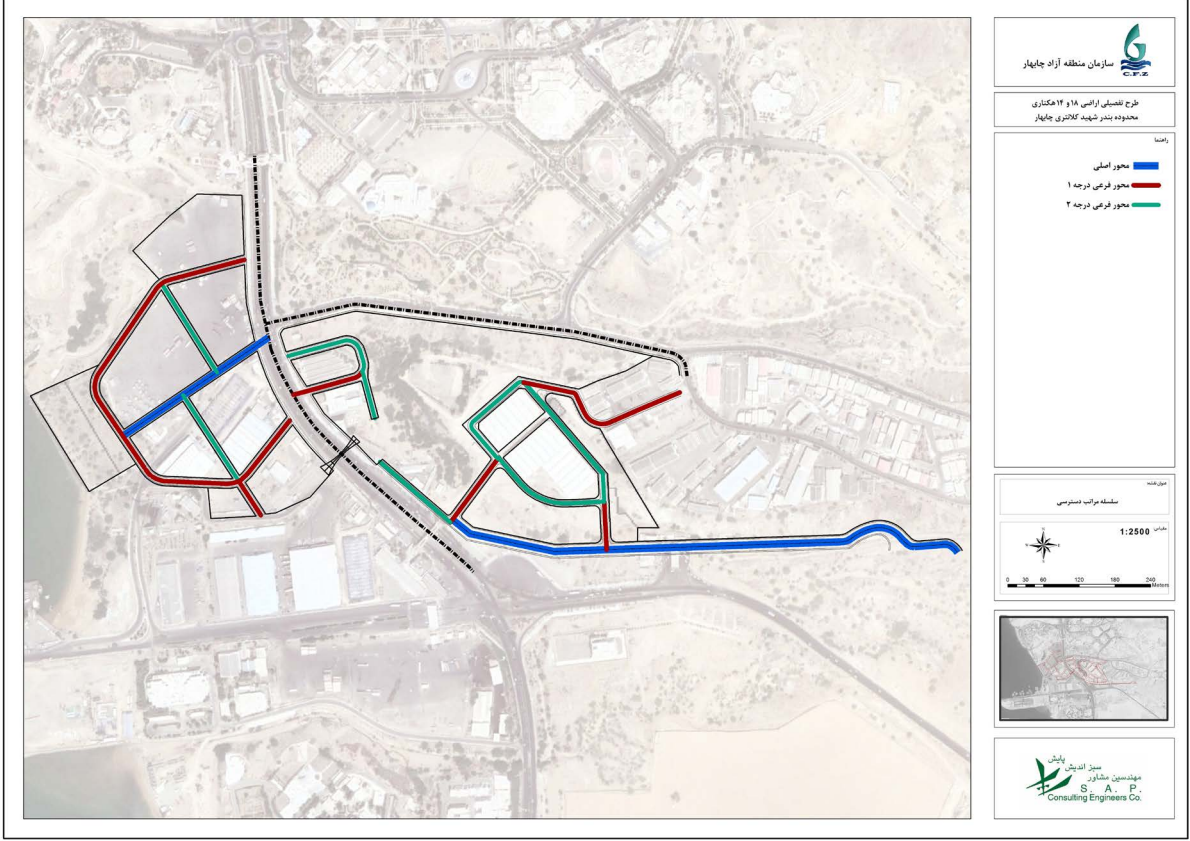 سازمان منطقه آزاد چابهار
C.F.Z
طرح تفصیلی اراضی ۱۸ و ۱۴ هکتاری
محدوده بندر شهید کلانتری چابهار
راهنما
محور اصلی
محور فرعی درجه ۱
محور فرعی درجه ۲
عنوان نقشه:
سلسله مراتب دسترسی
مقیاس: 1:2500
0 30 60 120 180 240
Meters
پایش
سبز اندیش
مهندسین مشاور
S. A. P.
Consulting Engineers Co.